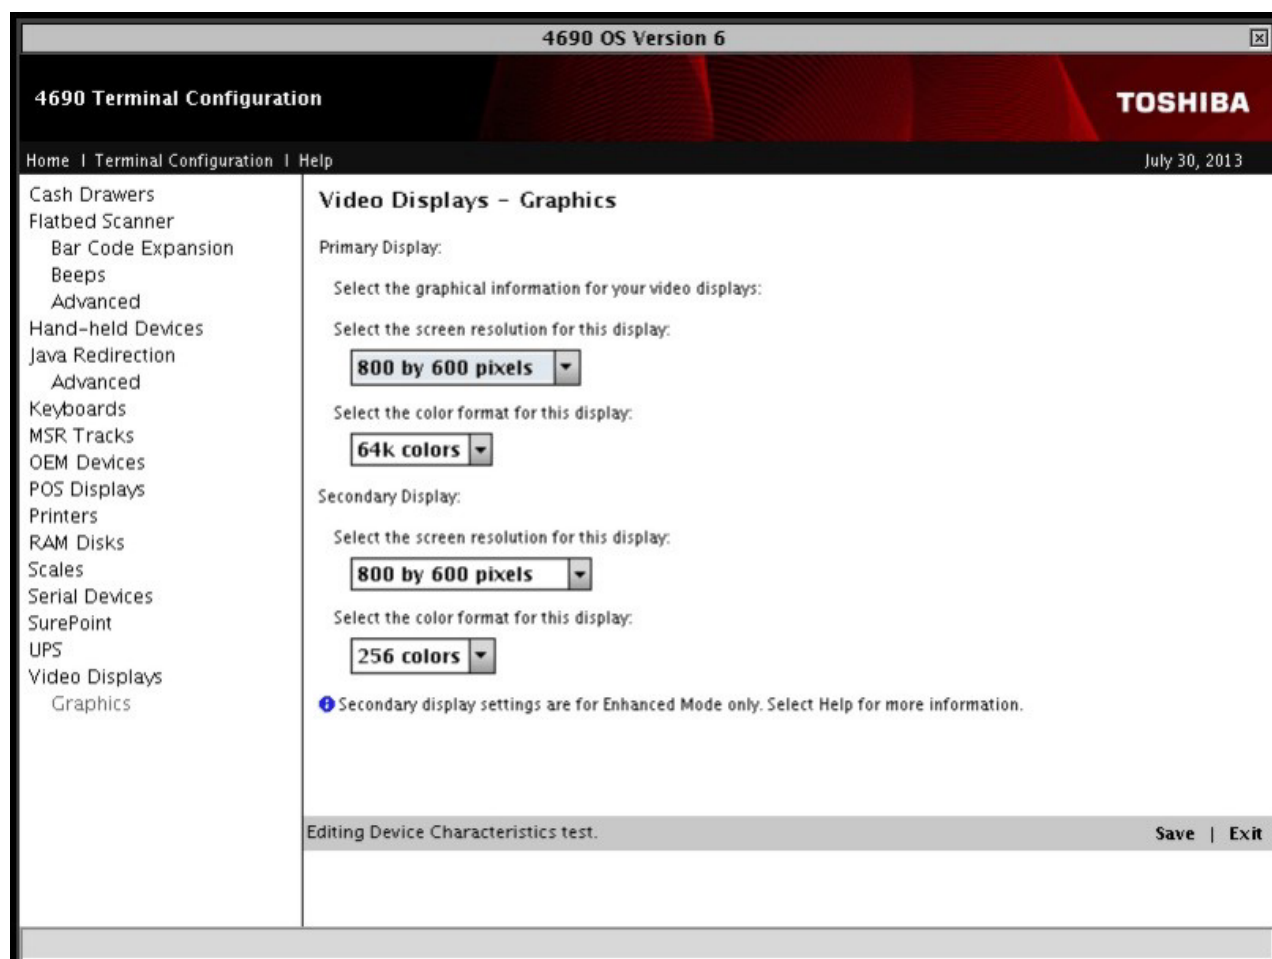 4690 OS Version 6
4690 Terminal Configuration
TOSHIBA
Home | Terminal Configuration | Help
July 30, 2013
Cash Drawers
Flatbed Scanner
Bar Code Expansion
Beeps
Advanced
Hand-held Devices
Java Redirection
Advanced
Keyboards
MSR Tracks
OEM Devices
POS Displays
Printers
RAM Disks
Scales
Serial Devices
SurePoint
UPS
Video Displays
Graphics
Video Displays - Graphics
Primary Display:
Select the graphical information for your video displays:
Select the screen resolution for this display:
800 by 600 pixels
Select the color format for this display:
64k colors
Secondary Display:
Select the screen resolution for this display:
800 by 600 pixels
Select the color format for this display:
256 colors
Secondary display settings are for Enhanced Mode only. Select Help for more information.
Editing Device Characteristics test.
Save | Exit